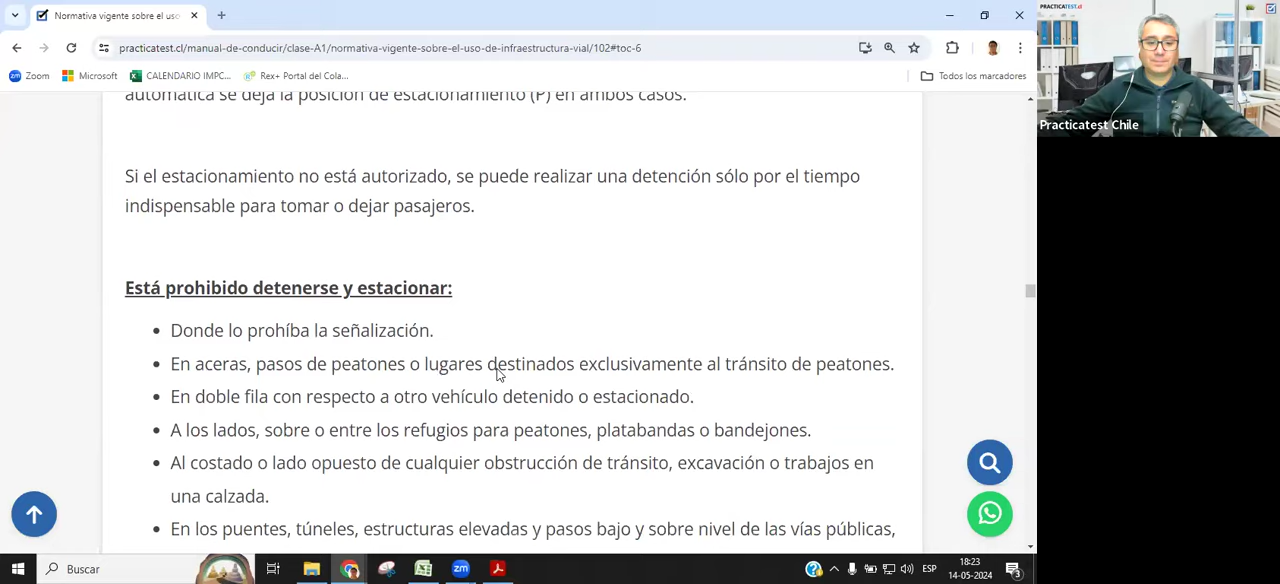 Normativa vigente sobre el uso
practicatest.cl/manual-de-conducir/clase-A1/normativa-vigente-sobre-el-uso-de-infraestructura-vial/102#toc-6
Zoom
Microsoft
CALENDARIO IMPC...
Rex+ Portal del Cola...
Todos los marcadores
automática se deja la posición de estacionamiento (P) en ambos casos.
Si el estacionamiento no está autorizado, se puede realizar una detención sólo por el tiempo
indispensable para tomar o dejar pasajeros.
Está prohibido detenerse y estacionar:
Donde lo prohíba la señalización.
En aceras, pasos de peatones o lugares destinados exclusivamente al tránsito de peatones.
En doble fila con respecto a otro vehículo detenido o estacionado.
A los lados, sobre o entre los refugios para peatones, platabandas o bandejones.
Al costado o lado opuesto de cualquier obstrucción de tránsito, excavación o trabajos en
una calzada.
En los puentes, túneles, estructuras elevadas y pasos bajo y sobre nivel de las vías públicas,
PRACTICATEST.cl
Practicatest Chile
Buscar
ESP
18:23
14-05-2024
3